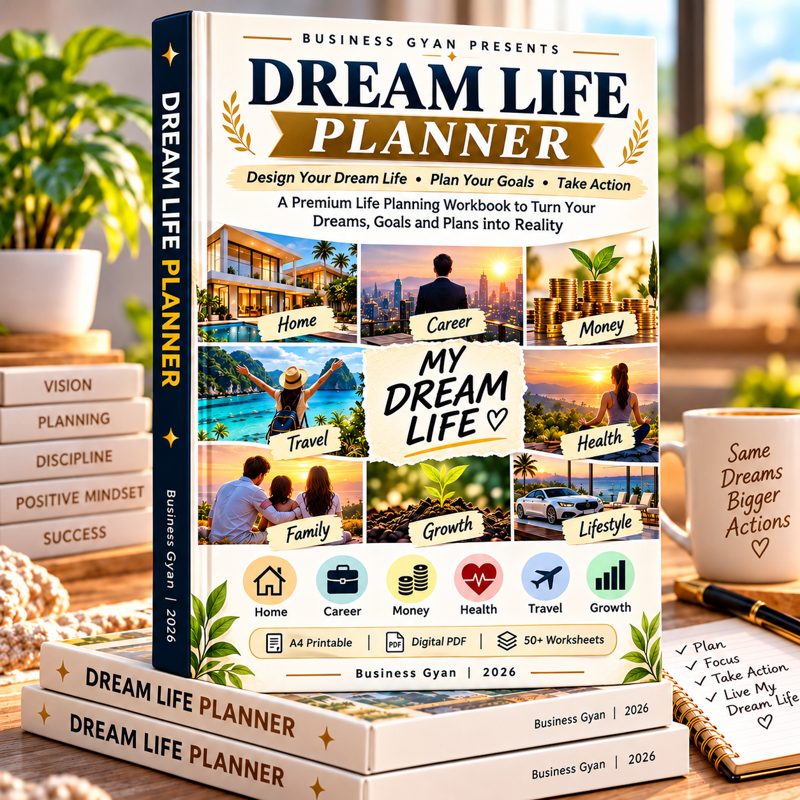 BUSINESS GYAN PRESENTS
DREAM LIFE
PLANNER
Design Your Dream Life • Plan Your Goals • Take Action
A Premium Life Planning Workbook to Turn Your
Dreams, Goals and Plans into Reality
Home
Career
Money
Travel
MY
DREAM
LIFE ♡
Health
Family
Growth
Lifestyle
Home
Career
Money
Health
Travel
Growth
A4 Printable | PDF Digital PDF | 50+ Worksheets
Business Gyan | 2026
DREAM LIFE PLANNER
Business Gyan | 2026
VISION
PLANNING
DISCIPLINE
POSITIVE MINDSET
SUCCESS
Same
Dreams
Bigger
Actions
♡
✓ Plan
✓ Focus
✓ Take Action
✓ Live My
Dream Life
♡
DREAM LIFE PLANNER
Business Gyan | 2026
DREAM LIFE PLANNER
Business Gyan | 2026